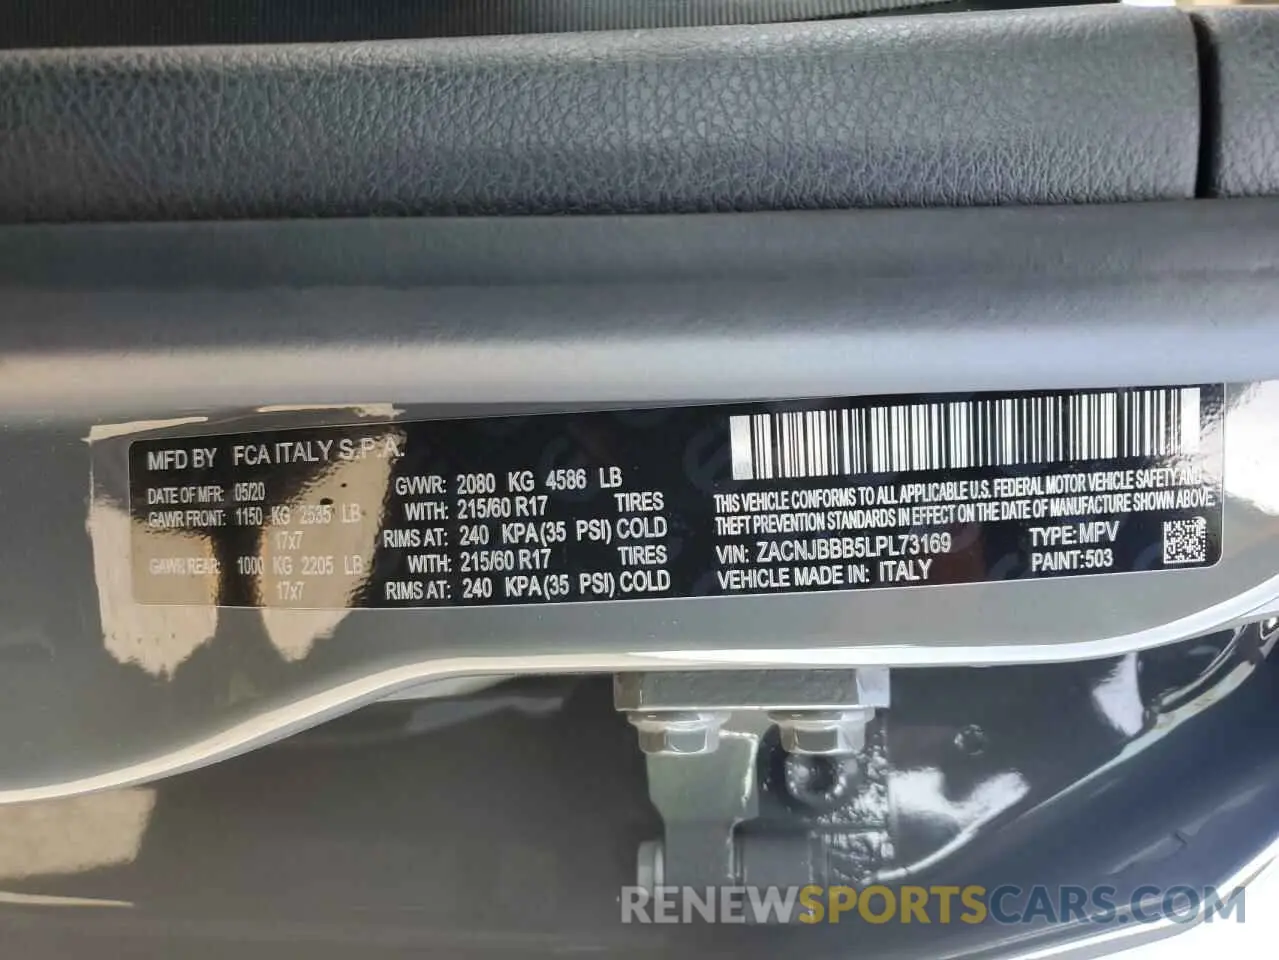 MFD BY FCA ITALY S.P.A.
DATE OF MFR: 05/20 GVWR: 2080 KG 4586 LB
GAWR FRONT: 1150 KG 2535 LB WITH: 215/60 R17 TIRES
17x7 RIMS AT: 240 KPA(35 PSI) COLD
GAWR REAR: 1000 KG 2205 LB WITH: 215/60 R17 TIRES
17x7 RIMS AT: 240 KPA(35 PSI) COLD
THIS VEHICLE CONFORMS TO ALL APPLICABLE U.S. FEDERAL MOTOR VEHICLE SAFETY AND
THEFT PREVENTION STANDARDS IN EFFECT ON THE DATE OF MANUFACTURE SHOWN ABOVE.
VIN: ZACNJBBB5LPL73169 TYPE: MPV
VEHICLE MADE IN: ITALY PAINT: 503
RENEWSPORTSCARS.COM